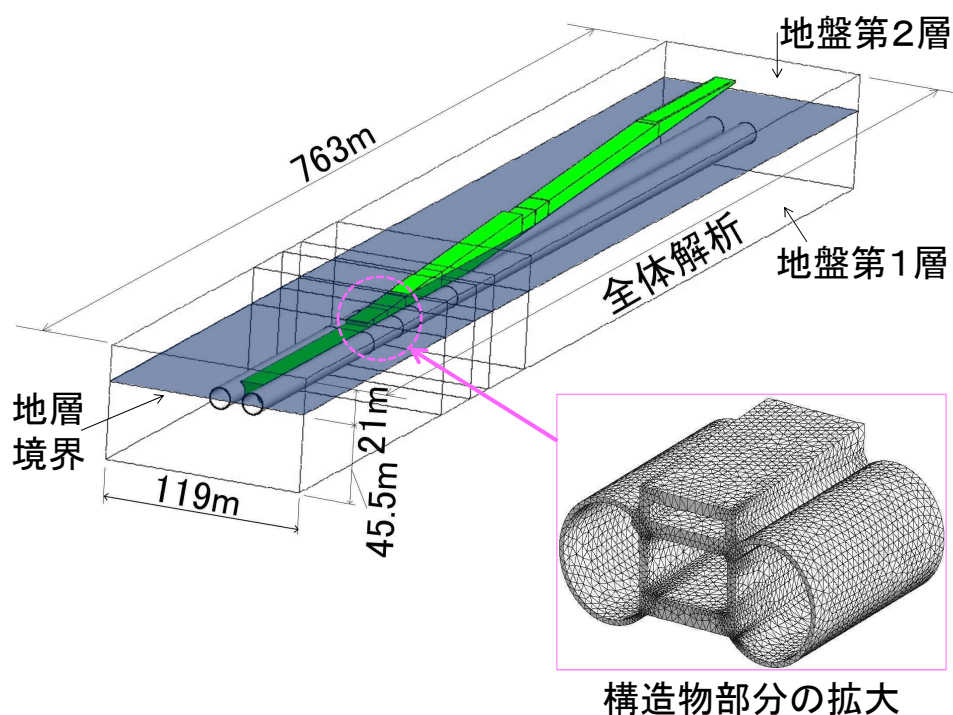 地盤第2層
763m
全体解析
地盤第1層
地層
境界
21m
45.5m
119m
構造物部分の拡大